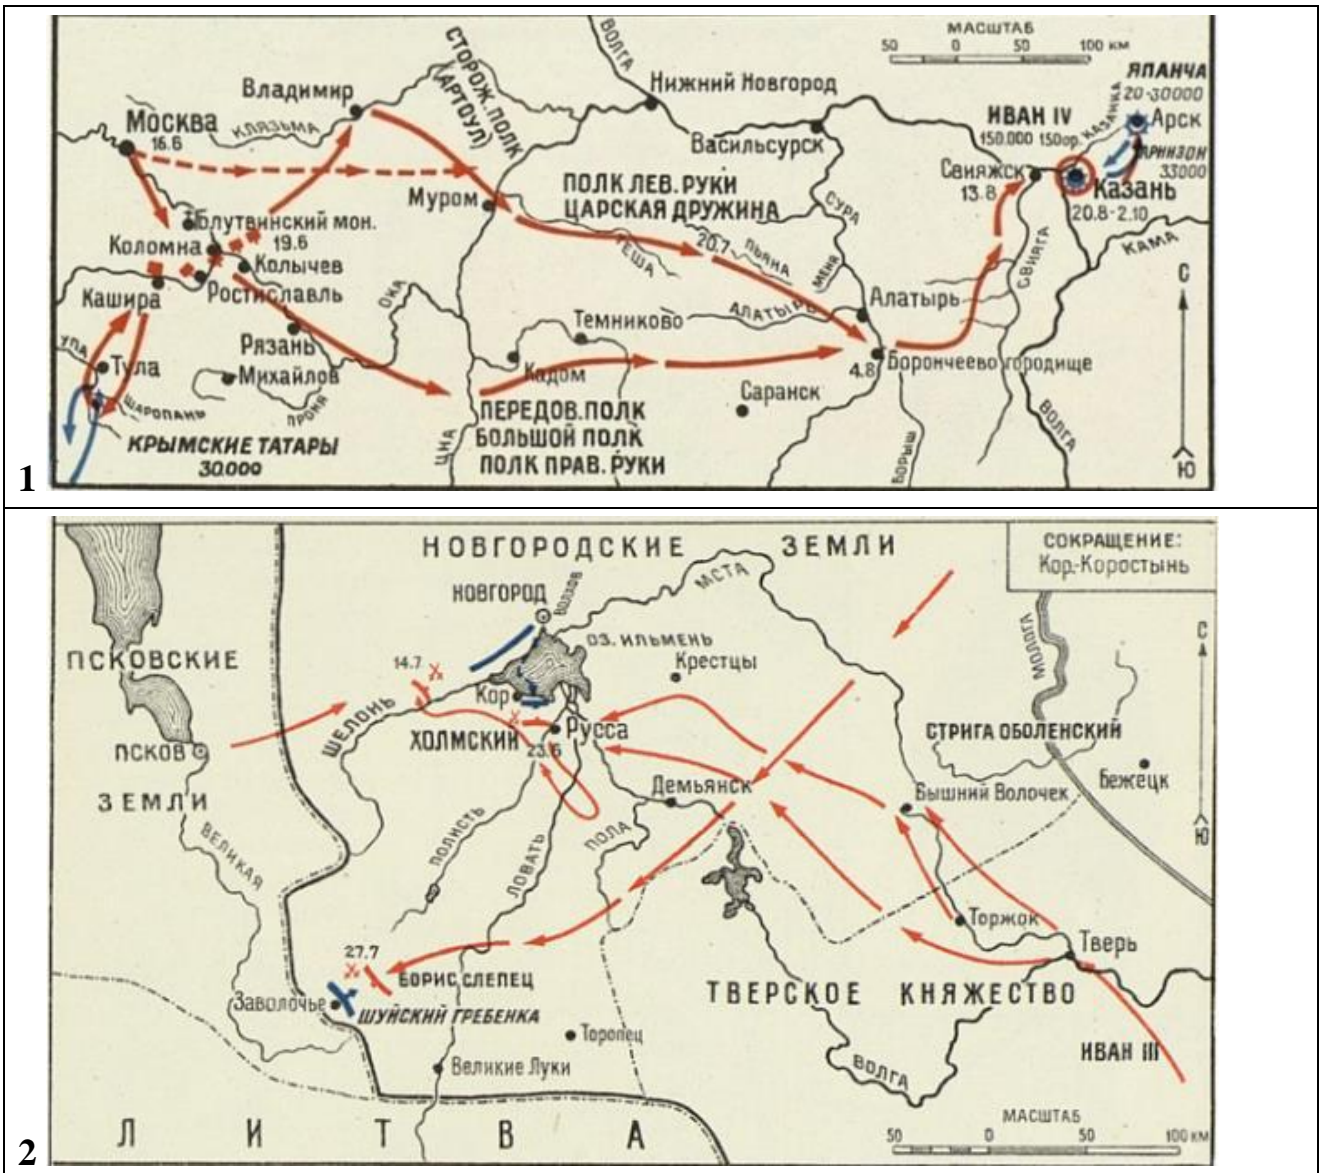 МАСШТАБ
50 0 50 100 км
ВОЛГА
СТОРОЖ. ПОЛК
(АРТОУЛ)
ЯПАНЧА
20-30000
Нижний Новгород
Владимир
ИВАН IV
150.000 150ор.
КАЗАНКА
Арск
Москва
16.6
КЛЯЗЬМА
Васильсурск
ГАРНИЗОН
33000
Свияжск
13.8
Казань
20.8-2.10
ПОЛК ЛЕВ. РУКИ
ЦАРСКАЯ ДРУЖИНА
Муром
СУРА
КАМА
Голутвинский мон.
19.6
Коломна
Колычев
20.7
ПЬЯНА
ТЕША
МЕНЯ
СВИЯГА
С
Кашира
Ростиславль
ОКА
АЛАТЫРЬ
Алатырь
Темниково
УПА
Тула
Рязань
Михайлов
ПРОНЯ
ШАРОПАНЬ
Кадом
4.8
Борончеево городище
Саранск
ВОЛГА
ПЕРЕДОВ. ПОЛК
БОЛЬШОЙ ПОЛК
ПОЛК ПРАВ. РУКИ
ЦНА
КРЫМСКИЕ ТАТАРЫ
30.000
Ю
1
НОВГОРОДСКИЕ ЗЕМЛИ
СОКРАЩЕНИЕ:
Кор.-Коростынь
МСТА
НОВГОРОД
ВОЛХОВ
ОЗ. ИЛЬМЕНЬ
МОЛОГА
С
ПСКОВСКИЕ
14.7
Крестцы
Кор
ШЕЛОНЬ
ХОЛМСКИЙ
Русса
23.6
СТРИГА ОБОЛЕНСКИЙ
ПСКОВ
Бежецк
ЗЕМЛИ
Демьянск
Вышний Волочек
Ю
ВЕЛИКАЯ
ПОЛИСТЬ
ЛОВАТЬ
ПОЛА
Торжок
Тверь
27.7
БОРИС СЛЕПЕЦ
ТВЕРСКОЕ КНЯЖЕСТВО
Заволочье
ШУЙСКИЙ ГРЕБЕНКА
Торопец
ИВАН III
Великие Луки
ВОЛГА
ЛИТВА
МАСШТАБ
50 0 50 100 км
2